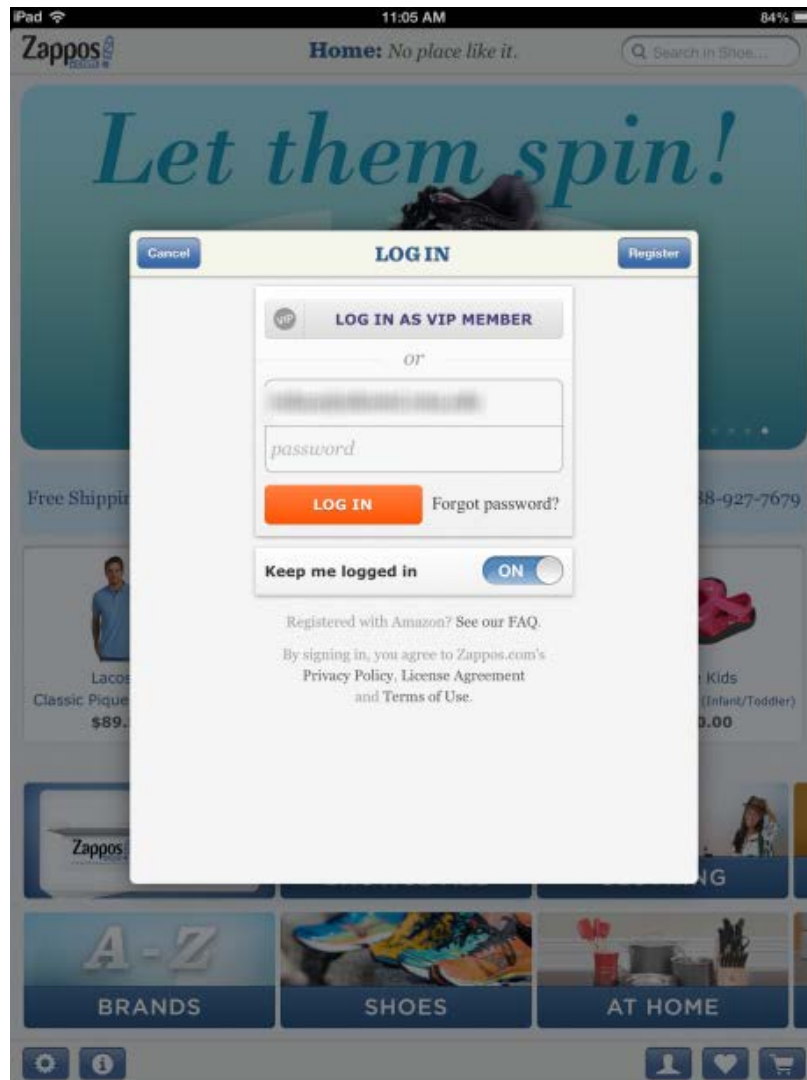 iPad
11:05 AM
84%
Zappos
Home: No place like it.
Search in Shoe...
Let them spin!
Cancel
LOG IN
Register
VIP
LOG IN AS VIP MEMBER
or
password
LOG IN
Forgot password?
Free Shippin
88-927-7679
Keep me logged in
ON
Registered with Amazon? See our FAQ.
By signing in, you agree to Zappos.com's
Privacy Policy, License Agreement
and Terms of Use.
Lacos
Classic Pique
$89.
Kids
(Infant/Toddler)
0.00
Zappos
NG
A-Z
BRANDS
SHOES
AT HOME